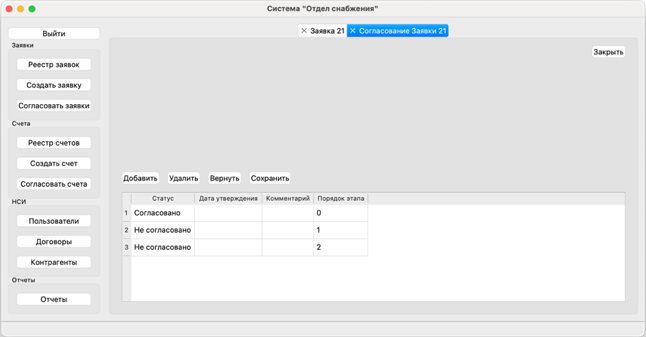 Система "Отдел снабжения"
Выйти
Заявка 21
Согласование Заявки 21
Заявки
Закрыть
Реестр заявок
Создать заявку
Согласовать заявки
Счета
Реестр счетов
Создать счет
Согласовать счета
Добавить Удалить Вернуть Сохранить
Статус Дата утверждения Комментарий Порядок этапа
1 Согласовано 0
2 Не согласовано 1
3 Не согласовано 2
НСИ
Пользователи
Договоры
Контрагенты
Отчеты
Отчеты